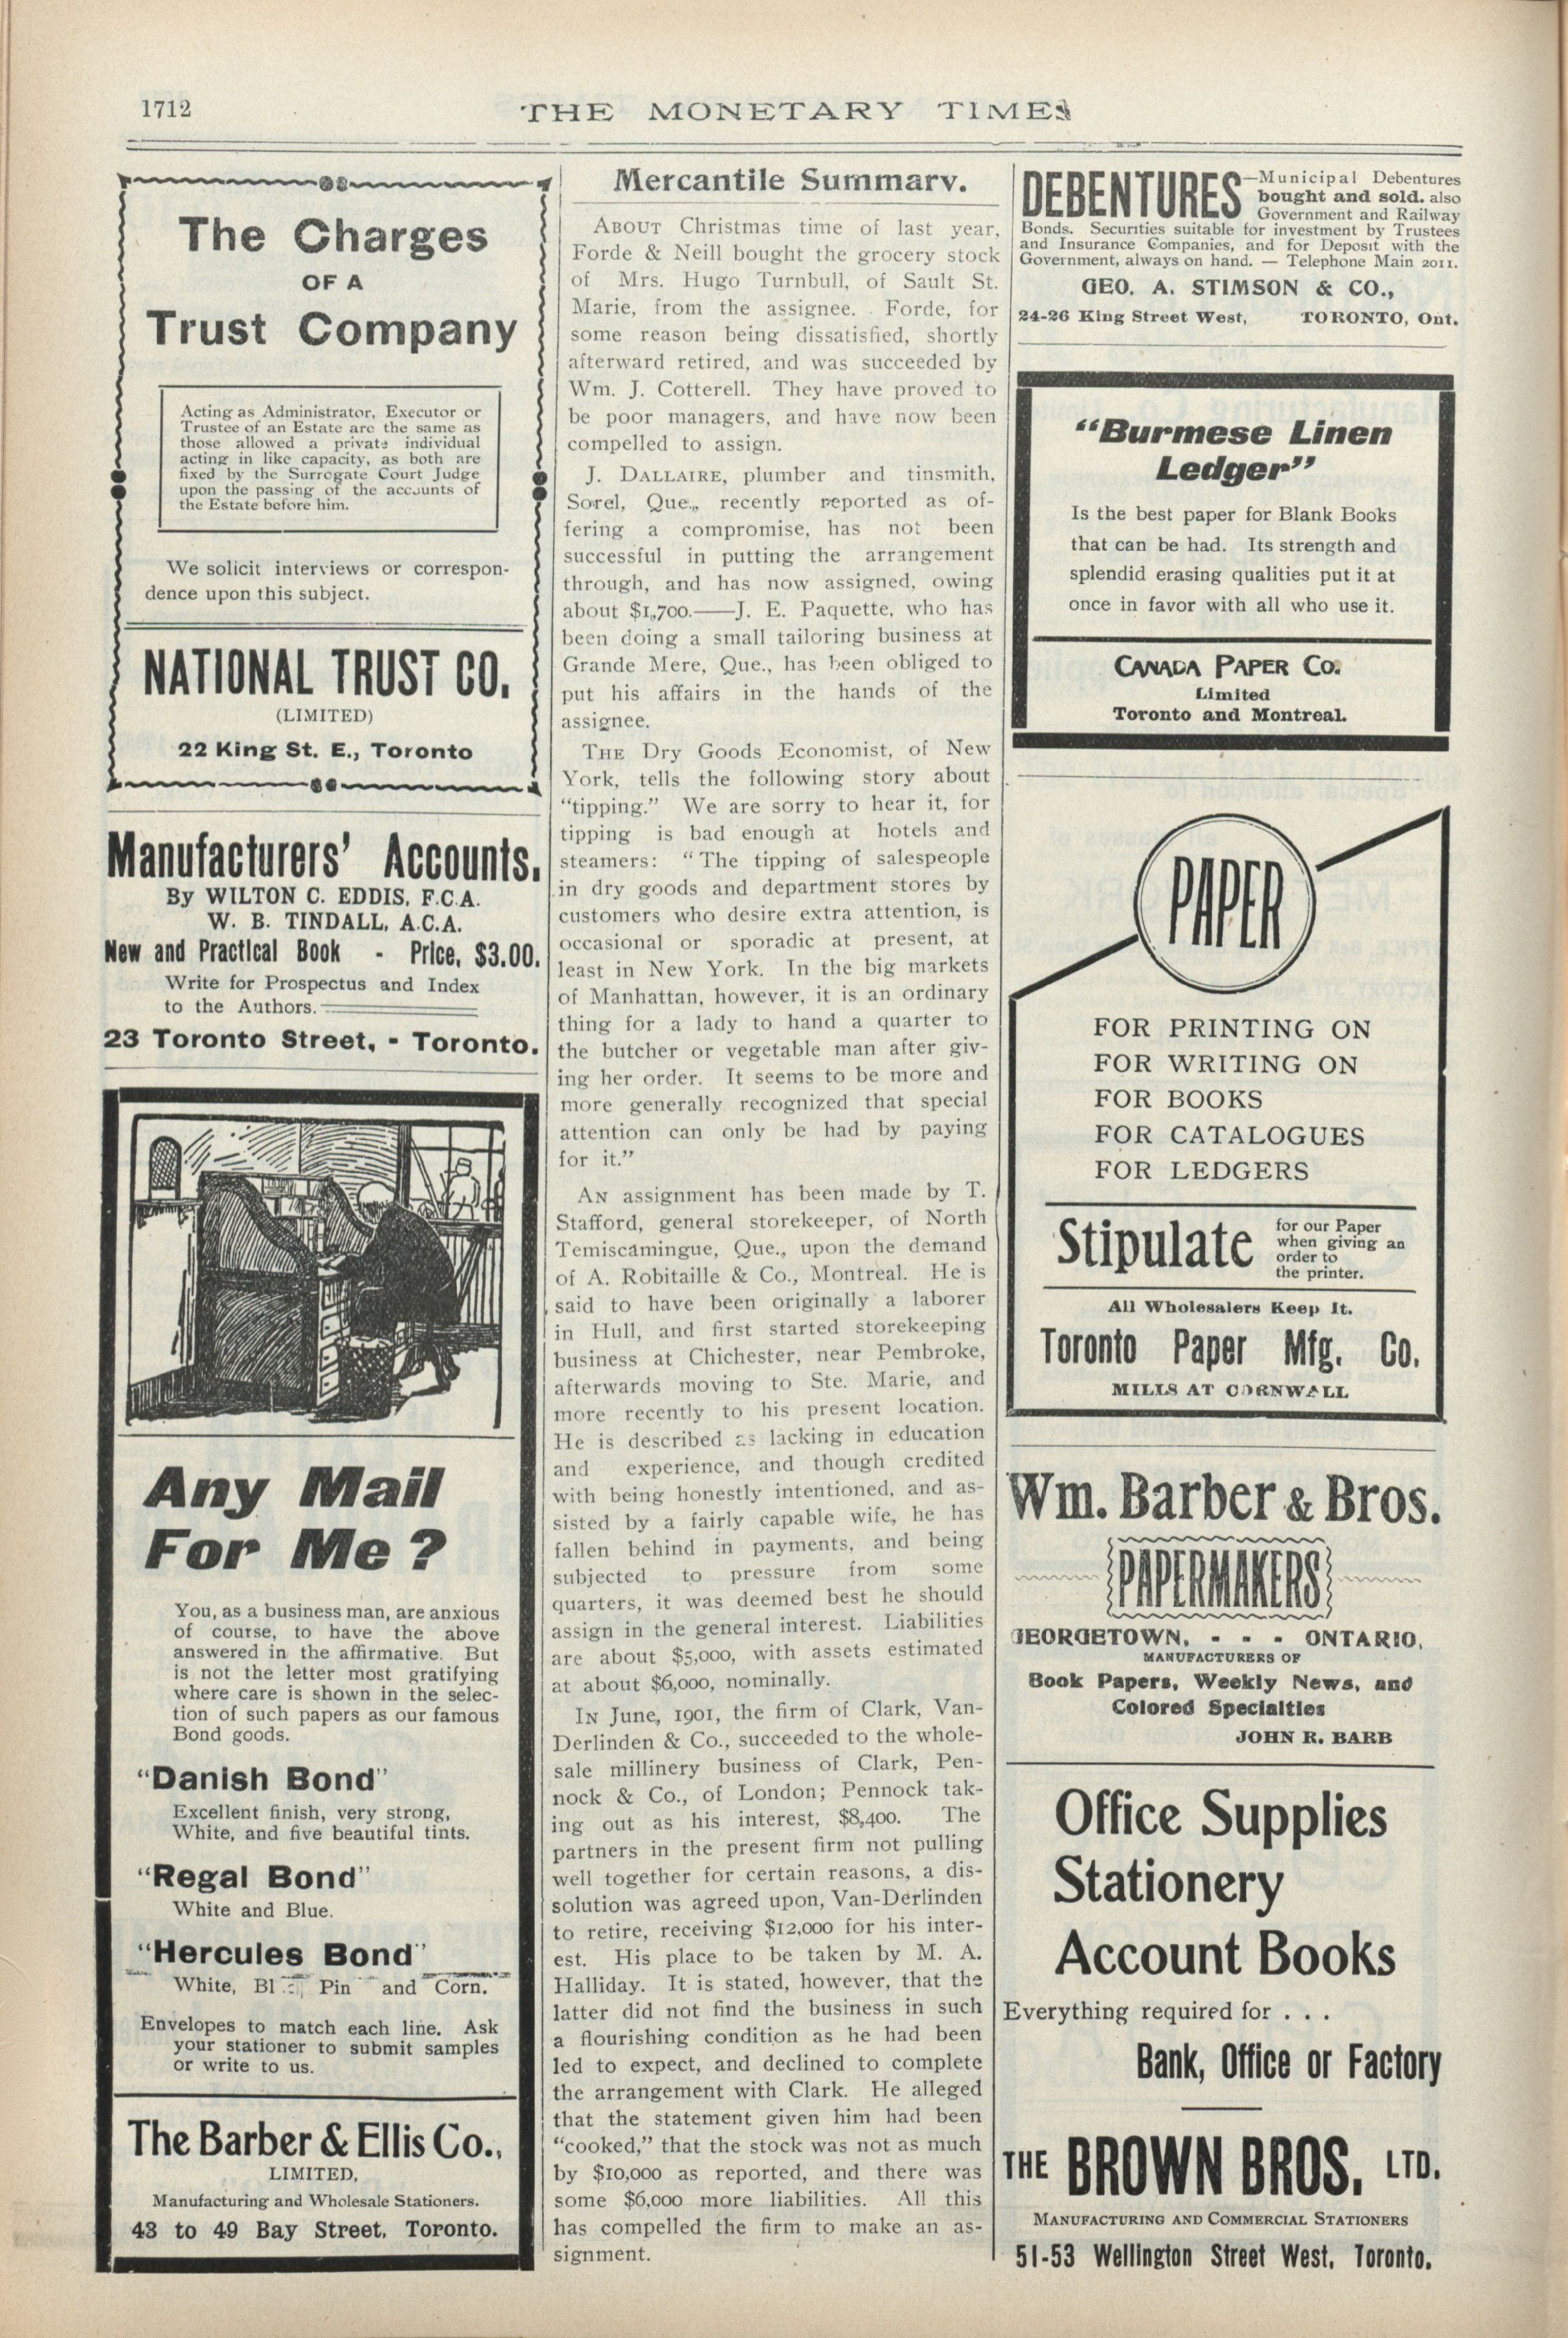 1712
THE MONETARY TIMES
The Charges
OF A
Trust Company
Acting as Administrator, Executor or
Trustee of an Estate are the same as
those allowed a private individual
acting in like capacity, as both are
fixed by the Surrogate Court Judge
upon the passing of the accounts of
the Estate before him.
We solicit interviews or correspon-
dence upon this subject.
NATIONAL TRUST CO.
(LIMITED)
22 King St. E., Toronto
Manufacturers' Accounts.
By WILTON C. EDDIS, F.C.A.
W. B. TINDALL, A.C.A.
New and Practical Book - Price, $3.00.
Write for Prospectus and Index
to the Authors.
23 Toronto Street, - Toronto.
Any Mail
For Me?
You, as a business man, are anxious
of course, to have the above
answered in the affirmative. But
is not the letter most gratifying
where care is shown in the selec-
tion of such papers as our famous
Bond goods.
"Danish Bond"
Excellent finish, very strong,
White, and five beautiful tints.
"Regal Bond"
White and Blue.
"Hercules Bond"
White, Pin and Corn.
Envelopes to match each line. Ask
your stationer to submit samples
or write to us.
The Barber & Ellis Co.,
LIMITED,
Manufacturing and Wholesale Stationers.
43 to 49 Bay Street, Toronto.
Mercantile Summary.
ABOUT Christmas time of last year,
Forde & Neill bought the grocery stock
of Mrs. Hugo Turnbull, of Sault St.
Marie, from the assignee. Forde, for
some reason being dissatisfied, shortly
afterward retired, and was succeeded by
Wm. J. Cotterell. They have proved to
be poor managers, and have now been
compelled to assign.
J. DALLAIRE, plumber and tinsmith,
Sorel, Que., recently reported as of-
fering a compromise, has not been
successful in putting the arrangement
through, and has now assigned, owing
about $1,700.——J. E. Paquette, who has
been doing a small tailoring business at
Grande Mere, Que., has been obliged to
put his affairs in the hands of the
assignee.
THE Dry Goods Economist, of New
York, tells the following story about
"tipping." We are sorry to hear it, for
tipping is bad enough at hotels and
steamers: "The tipping of salespeople
in dry goods and department stores by
customers who desire extra attention, is
occasional or sporadic at present, at
least in New York. In the big markets
of Manhattan, however, it is an ordinary
thing for a lady to hand a quarter to
the butcher or vegetable man after giv-
ing her order. It seems to be more and
more generally recognized that special
attention can only be had by paying
for it."
AN assignment has been made by T.
Stafford, general storekeeper, of North
Temiscamingue, Que., upon the demand
of A. Robitaille & Co., Montreal. He is
said to have been originally a laborer
in Hull, and first started storekeeping
business at Chichester, near Pembroke,
afterwards moving to Ste. Marie, and
more recently to his present location.
He is described as lacking in education
and experience, and though credited
with being honestly intentioned, and as-
sisted by a fairly capable wife, he has
fallen behind in payments, and being
subjected to pressure from some
quarters, it was deemed best he should
assign in the general interest. Liabilities
are about $5,000, with assets estimated
at about $6,000, nominally.
IN June, 1901, the firm of Clark, Van-
Derlinden & Co., succeeded to the whole-
sale millinery business of Clark, Pen-
nock & Co., of London; Pennock tak-
ing out as his interest, $8,400. The
partners in the present firm not pulling
well together for certain reasons, a dis-
solution was agreed upon, Van-Derlinden
to retire, receiving $12,000 for his inter-
est. His place to be taken by M. A.
Halliday. It is stated, however, that the
latter did not find the business in such
a flourishing condition as he had been
led to expect, and declined to complete
the arrangement with Clark. He alleged
that the statement given him had been
"cooked," that the stock was not as much
by $10,000 as reported, and there was
some $6,000 more liabilities. All this
has compelled the firm to make an as-
signment.
DEBENTURES—Municipal Debentures
bought and sold. also
Government and Railway
Bonds. Securities suitable for investment by Trustees
and Insurance Companies, and for Deposit with the
Government, always on hand. — Telephone Main 2011.
GEO. A. STIMSON & CO.,
24-26 King Street West, TORONTO, Ont.
"Burmese Linen
Ledger"
Is the best paper for Blank Books
that can be had. Its strength and
splendid erasing qualities put it at
once in favor with all who use it.
CANADA PAPER CO.
Limited
Toronto and Montreal.
PAPER
FOR PRINTING ON
FOR WRITING ON
FOR BOOKS
FOR CATALOGUES
FOR LEDGERS
Stipulate for our Paper
when giving an
order to
the printer.
All Wholesalers Keep It.
Toronto Paper Mfg. Co.
MILLS AT CORNWALL
Wm. Barber & Bros.
PAPERMAKERS
GEORGETOWN, - - - ONTARIO,
MANUFACTURERS OF
Book Papers, Weekly News, and
Colored Specialties
JOHN R. BARB
Office Supplies
Stationery
Account Books
Everything required for . . .
Bank, Office or Factory
THE BROWN BROS. LTD.
MANUFACTURING AND COMMERCIAL STATIONERS
51-53 Wellington Street West, Toronto.